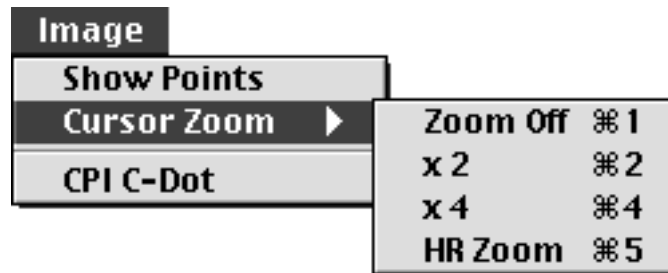 Image
Show Points
Cursor Zoom
CPI C-Dot
Zoom Off ⌘1
x 2 ⌘2
x 4 ⌘4
HR Zoom ⌘5